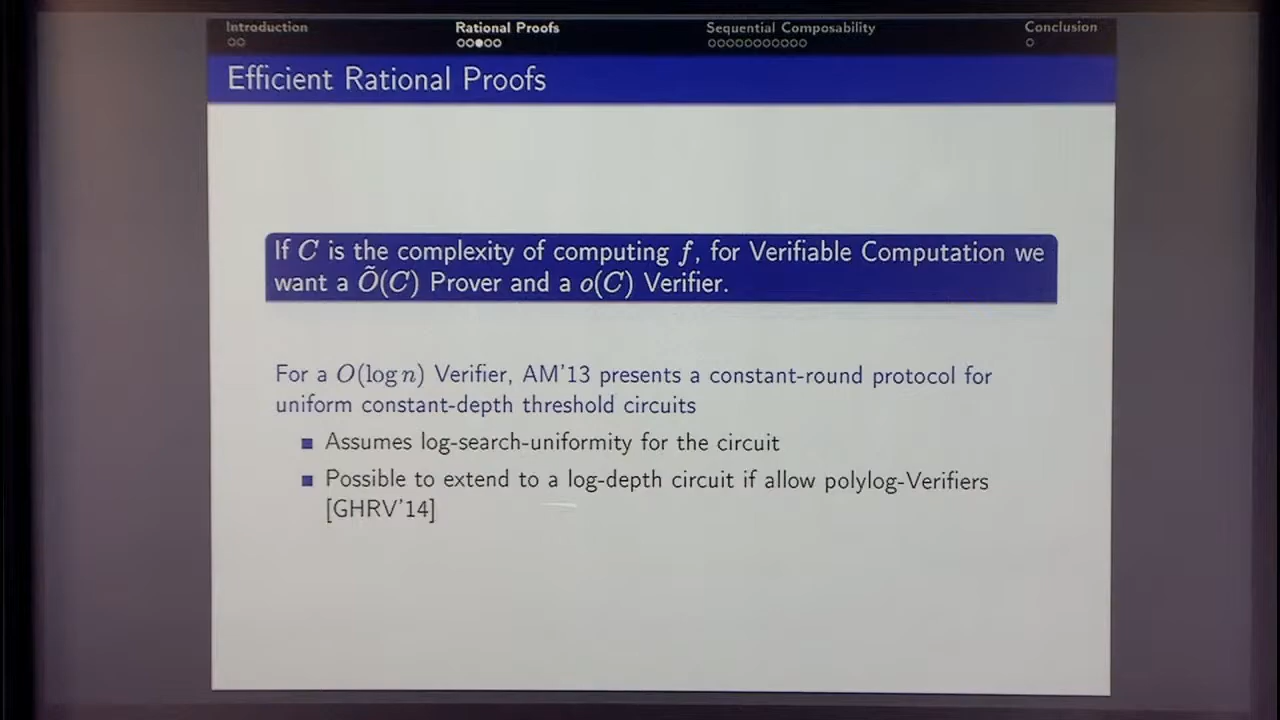 Introduction Rational Proofs Sequential Composability Conclusion
Efficient Rational Proofs
If C is the complexity of computing f, for Verifiable Computation we
want a Õ(C) Prover and a o(C) Verifier.
For a O(log n) Verifier, AM'13 presents a constant-round protocol for
uniform constant-depth threshold circuits
Assumes log-search-uniformity for the circuit
Possible to extend to a log-depth circuit if allow polylog-Verifiers
[GHRV'14]